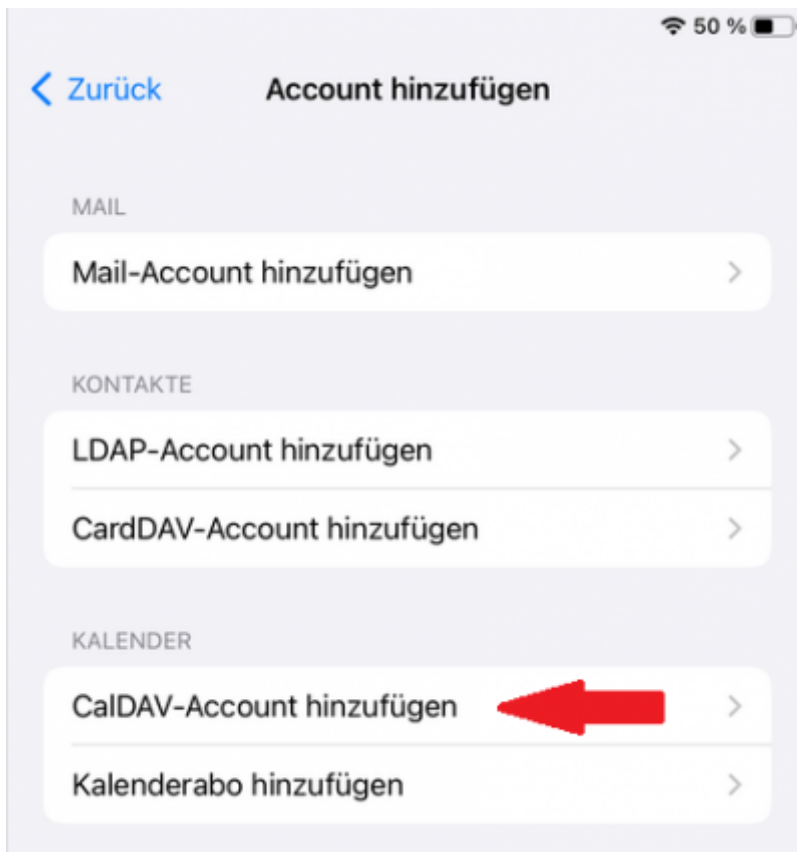 50 %
Zurück
Account hinzufügen
MAIL
Mail-Account hinzufügen
KONTAKTE
LDAP-Account hinzufügen
CardDAV-Account hinzufügen
KALENDER
CalDAV-Account hinzufügen
Kalenderabo hinzufügen